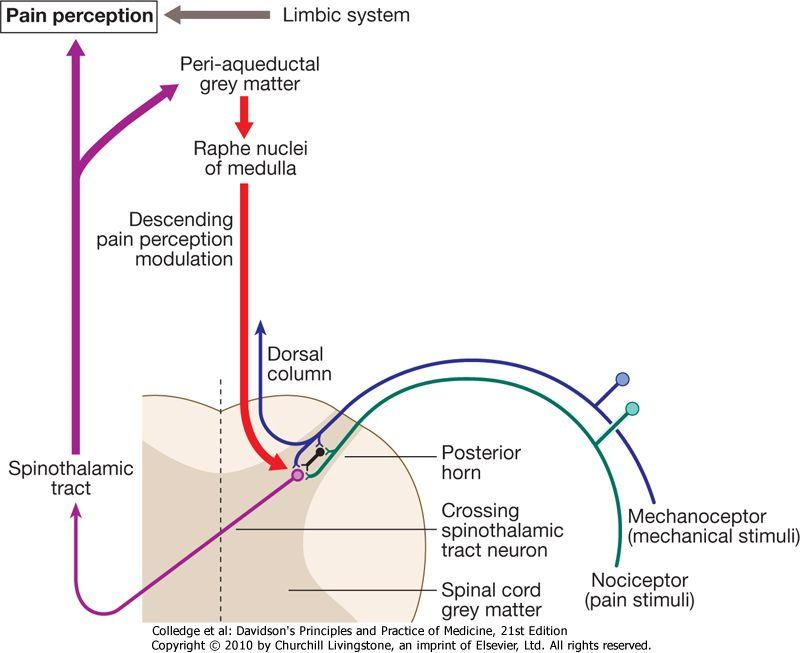 Pain perception
Limbic system
Peri-aqueductal
grey matter
Raphe nuclei
of medulla
Descending
pain perception
modulation
Dorsal
column
Spinothalamic
tract
Posterior
horn
Crossing
spinothalamic
tract neuron
Spinal cord
grey matter
Mechanoceptor
(mechanical stimuli)
Nociceptor
(pain stimuli)
Colledge et al: Davidson's Principles and Practice of Medicine, 21st Edition
Copyright © 2010 by Churchill Livingstone, an imprint of Elsevier, Ltd. All rights reserved.